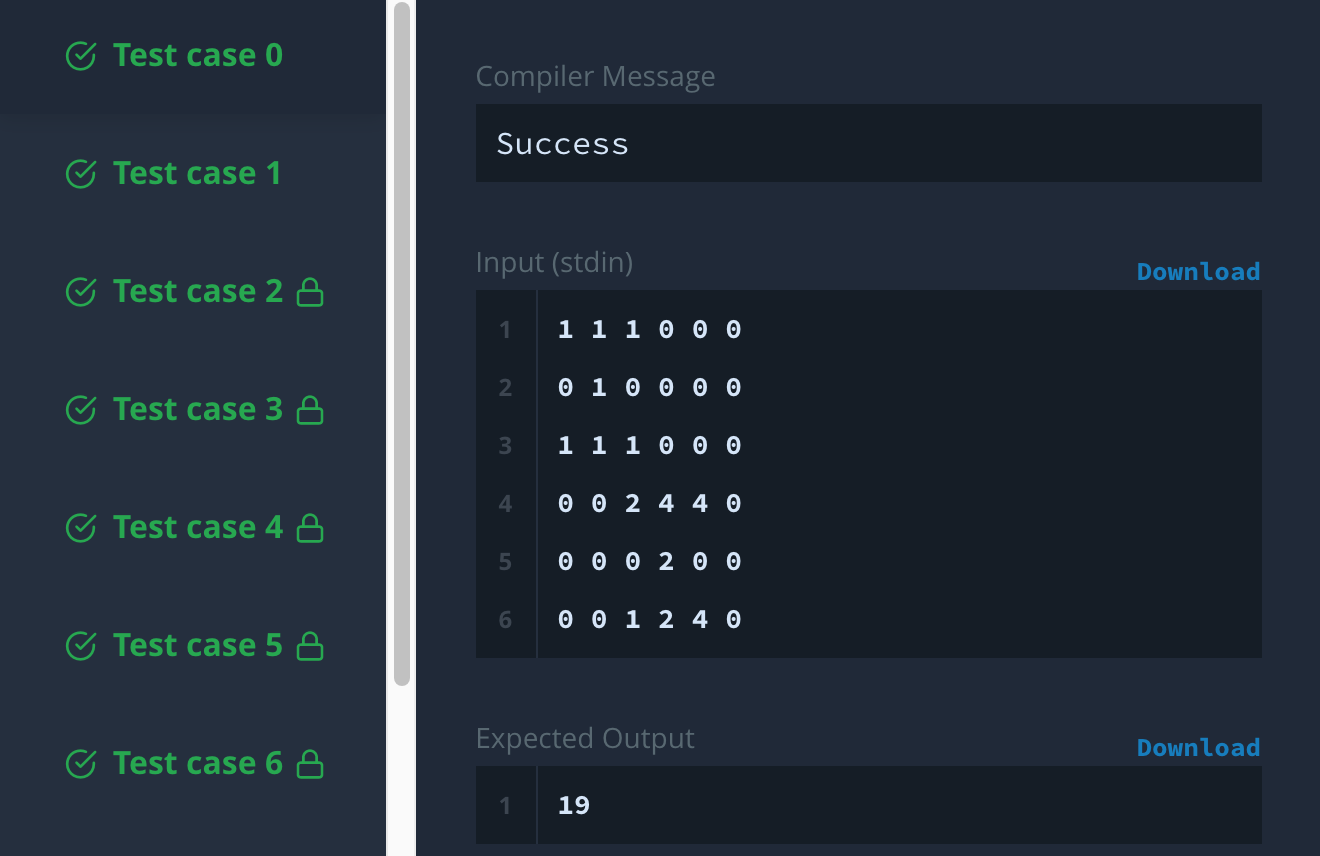 Test case 0
Test case 1
Test case 2
Test case 3
Test case 4
Test case 5
Test case 6
Compiler Message
Success
Input (stdin)
Download
1 1 1 1 0 0 0
2 0 1 0 0 0 0
3 1 1 1 0 0 0
4 0 0 2 4 4 0
5 0 0 0 2 0 0
6 0 0 1 2 4 0
Expected Output
Download
1 19